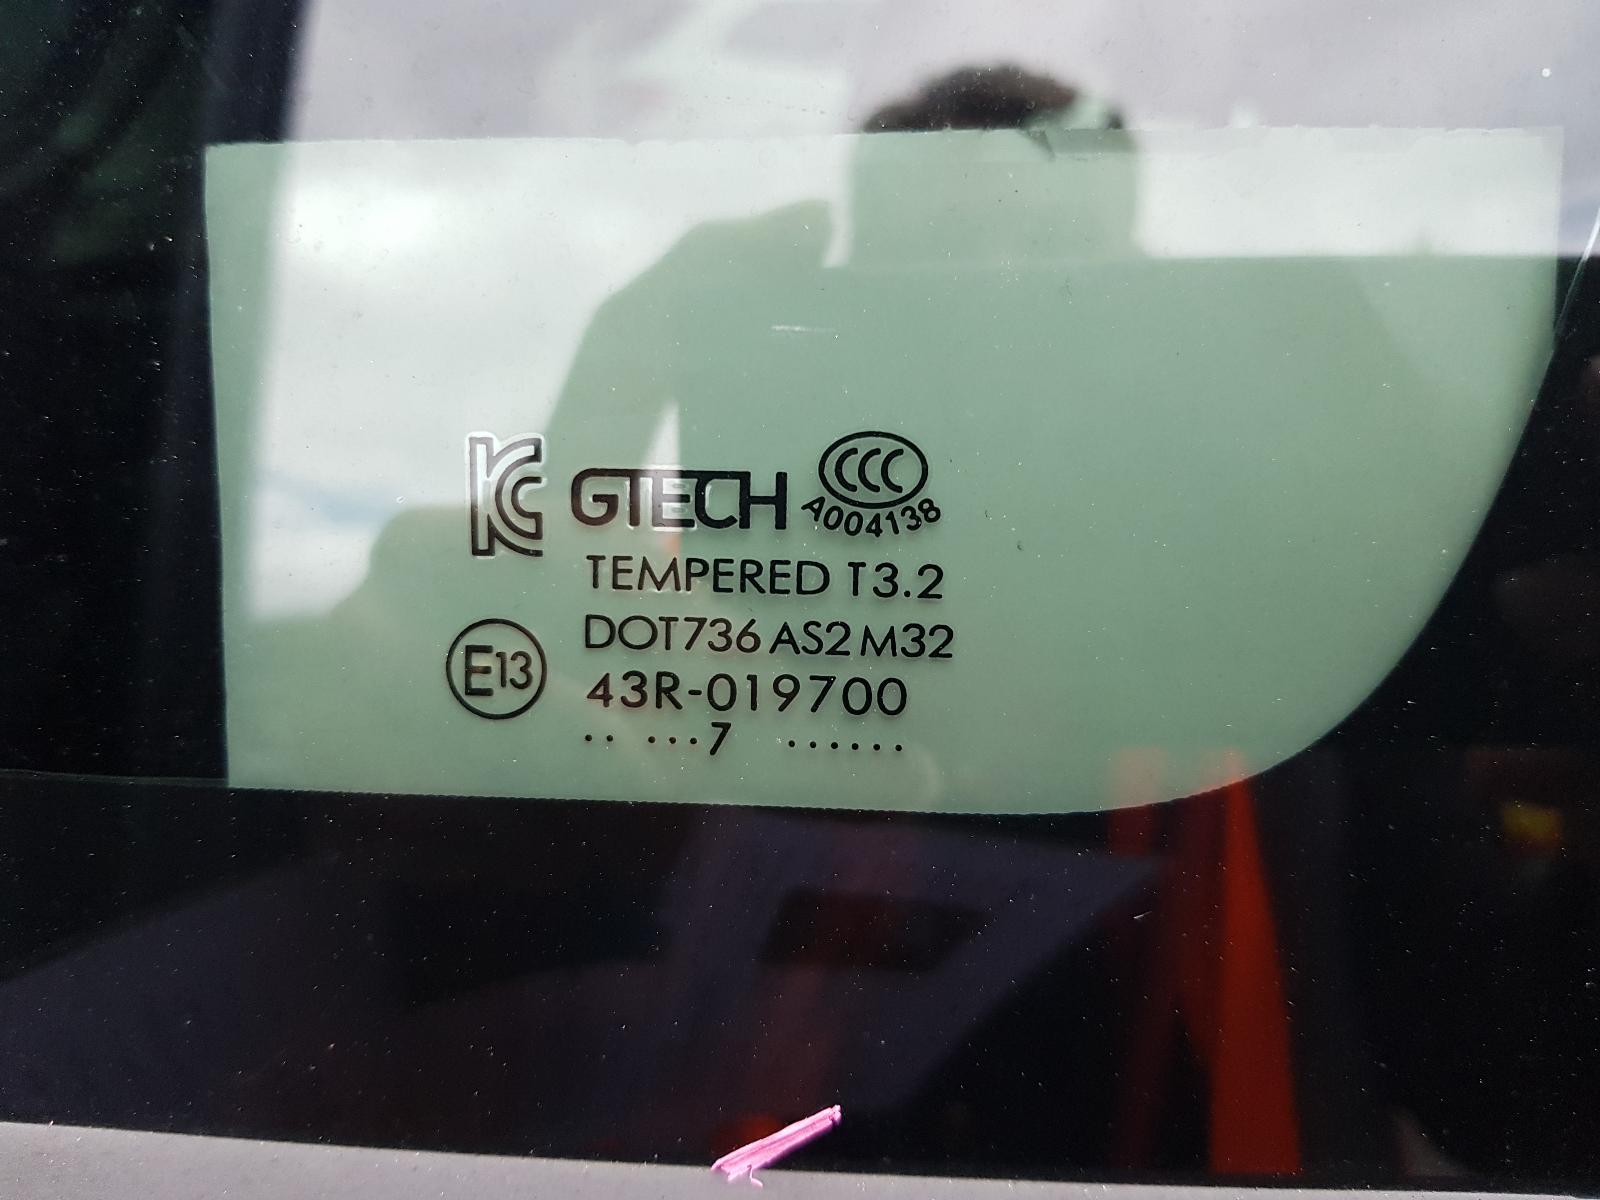 KC GTECH CCC
A004138
TEMPERED T3.2
DOT736 AS2 M32
E13 43R-019700
.. ...7 ......